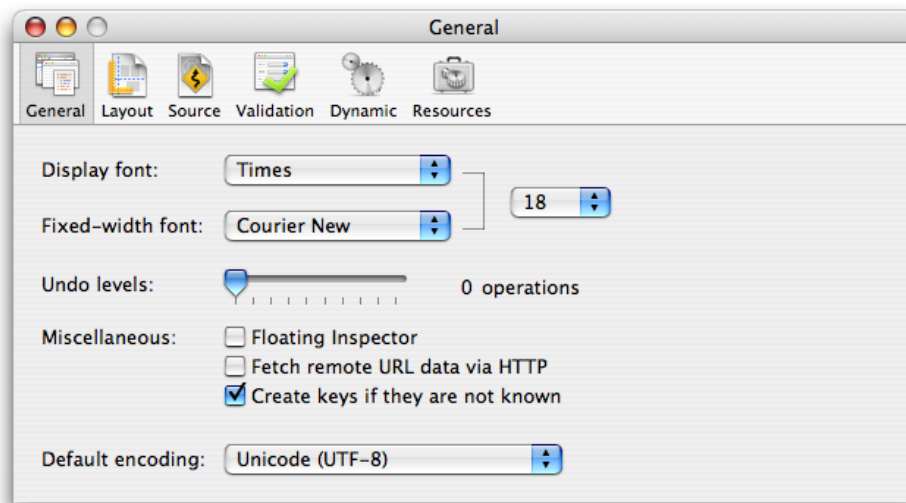 General
General Layout Source Validation Dynamic Resources
Display font: Times
18
Fixed-width font: Courier New
Undo levels: 0 operations
Miscellaneous: Floating Inspector
Fetch remote URL data via HTTP
Create keys if they are not known
Default encoding: Unicode (UTF-8)